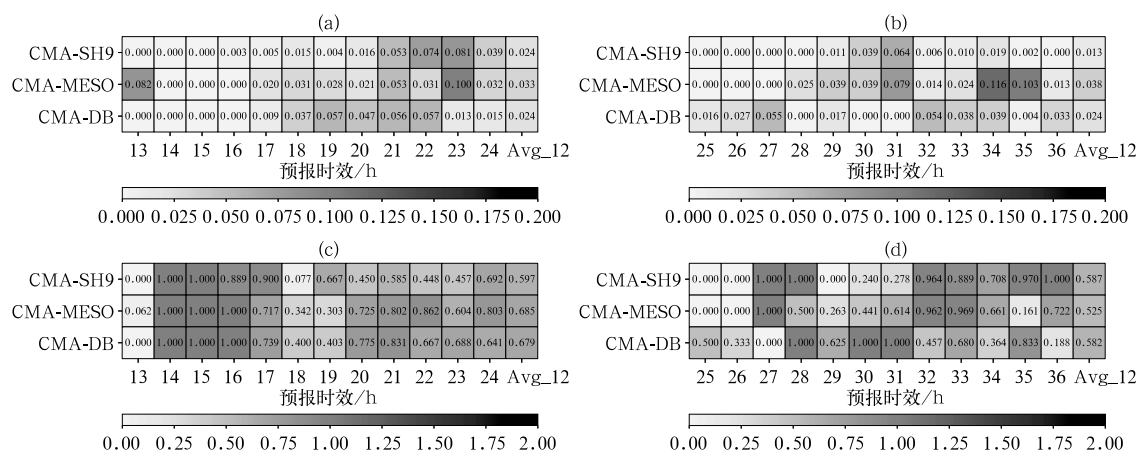 (a)
CMA-SH9 0.000 0.000 0.000 0.003 0.005 0.015 0.004 0.016 0.053 0.074 0.081 0.039 0.024
CMA-MESO 0.082 0.000 0.000 0.000 0.020 0.031 0.028 0.021 0.053 0.031 0.100 0.032 0.033
CMA-DB 0.000 0.000 0.000 0.000 0.009 0.037 0.057 0.047 0.056 0.057 0.013 0.015 0.024
13 14 15 16 17 18 19 20 21 22 23 24 Avg_12
预报时效/h
0.000 0.025 0.050 0.075 0.100 0.125 0.150 0.175 0.200
(b)
CMA-SH9 0.000 0.000 0.000 0.000 0.011 0.039 0.064 0.006 0.010 0.019 0.002 0.000 0.013
CMA-MESO 0.000 0.000 0.000 0.025 0.039 0.039 0.079 0.014 0.024 0.116 0.103 0.013 0.038
CMA-DB 0.016 0.027 0.055 0.000 0.017 0.000 0.000 0.054 0.038 0.039 0.004 0.033 0.024
25 26 27 28 29 30 31 32 33 34 35 36 Avg_12
预报时效/h
0.000 0.025 0.050 0.075 0.100 0.125 0.150 0.175 0.200
(c)
CMA-SH9 0.000 1.000 1.000 0.889 0.900 0.077 0.667 0.450 0.585 0.448 0.457 0.692 0.597
CMA-MESO 0.062 1.000 1.000 1.000 0.717 0.342 0.303 0.725 0.802 0.862 0.604 0.803 0.685
CMA-DB 0.000 1.000 1.000 1.000 0.739 0.400 0.403 0.775 0.831 0.667 0.688 0.641 0.679
13 14 15 16 17 18 19 20 21 22 23 24 Avg_12
预报时效/h
0.00 0.25 0.50 0.75 1.00 1.25 1.50 1.75 2.00
(d)
CMA-SH9 0.000 0.000 1.000 1.000 0.000 0.240 0.278 0.964 0.889 0.708 0.970 1.000 0.587
CMA-MESO 0.000 0.000 1.000 0.500 0.263 0.441 0.614 0.962 0.969 0.661 0.161 0.722 0.525
CMA-DB 0.500 0.333 0.000 1.000 0.625 1.000 1.000 0.457 0.680 0.364 0.833 0.188 0.582
25 26 27 28 29 30 31 32 33 34 35 36 Avg_12
预报时效/h
0.00 0.25 0.50 0.75 1.00 1.25 1.50 1.75 2.00